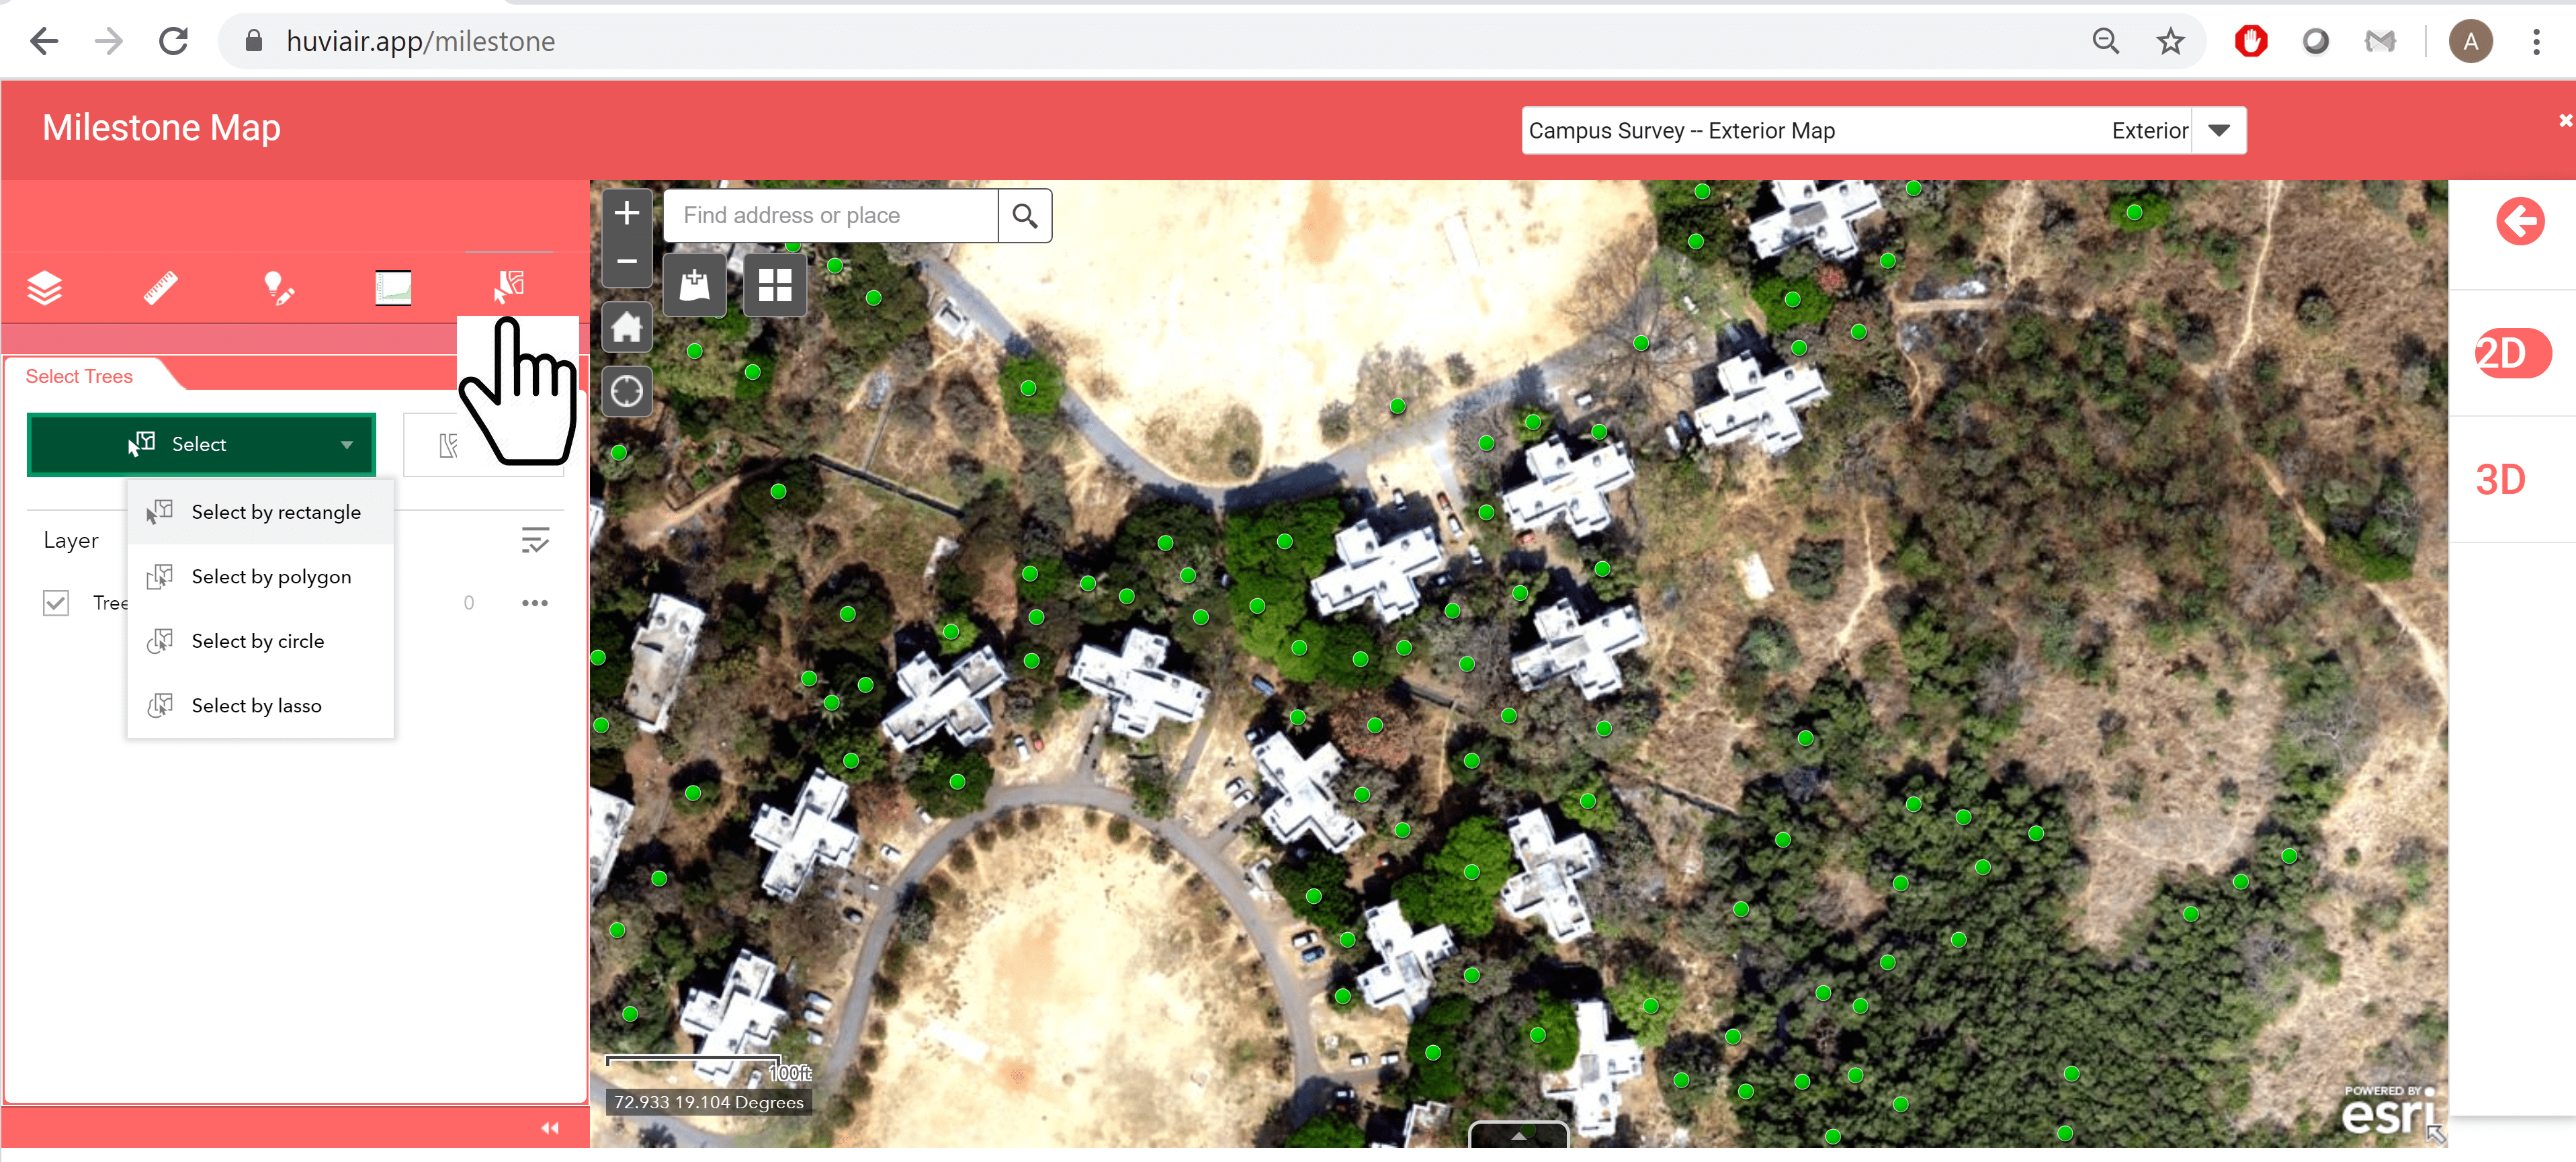 huviair.app/milestone
A
Milestone Map
Campus Survey -- Exterior Map Exterior
Find address or place
2D
3D
Select Trees
Select
Select by rectangle
Select by polygon
Select by circle
Select by lasso
Layer
Tree
0
100ft
72.933 19.104 Degrees
POWERED BY
esri